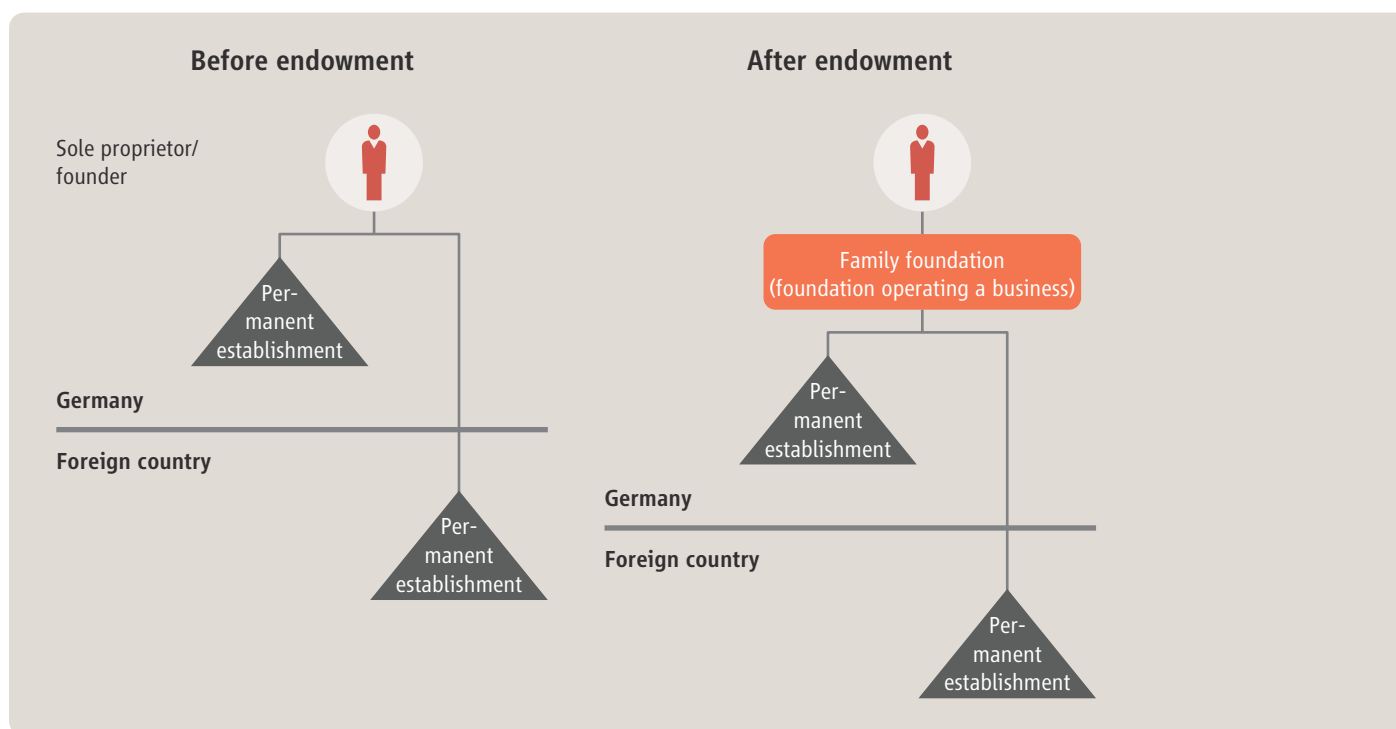 Before endowment
Sole proprietor/
founder
Per-
manent
establishment
Germany
Foreign country
Per-
manent
establishment
After endowment
Family foundation
(foundation operating a business)
Per-
manent
establishment
Germany
Foreign country
Per-
manent
establishment